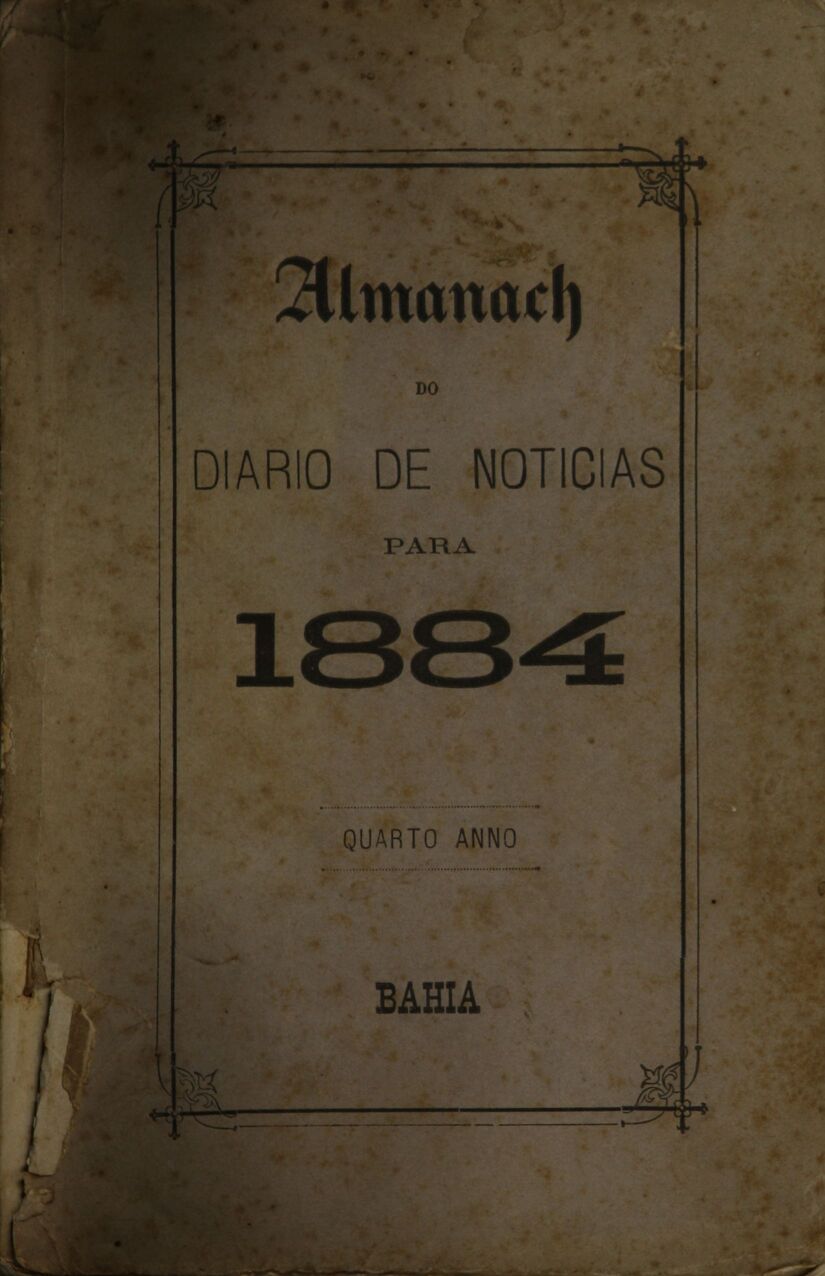 Almanach
DO
DIARIO DE NOTICIAS
PARA
1884
QUARTO ANNO
BAHIA